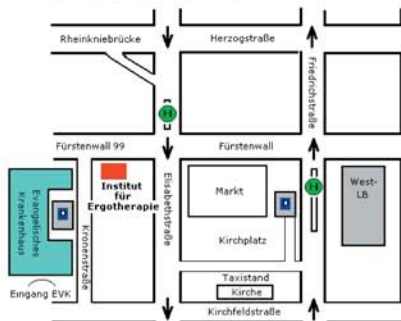 Rheinkniebrücke
Herzogstraße
Friedrichstraße
H
Fürstenwall 99
Fürstenwall
Evangelisches
Krankenhaus
Kronenstraße
Institut
für
Ergotherapie
Elisabethstraße
Markt
H
West-
LB
Kirchplatz
Taxistand
Kirche
Eingang EVK
Kirchfeldstraße